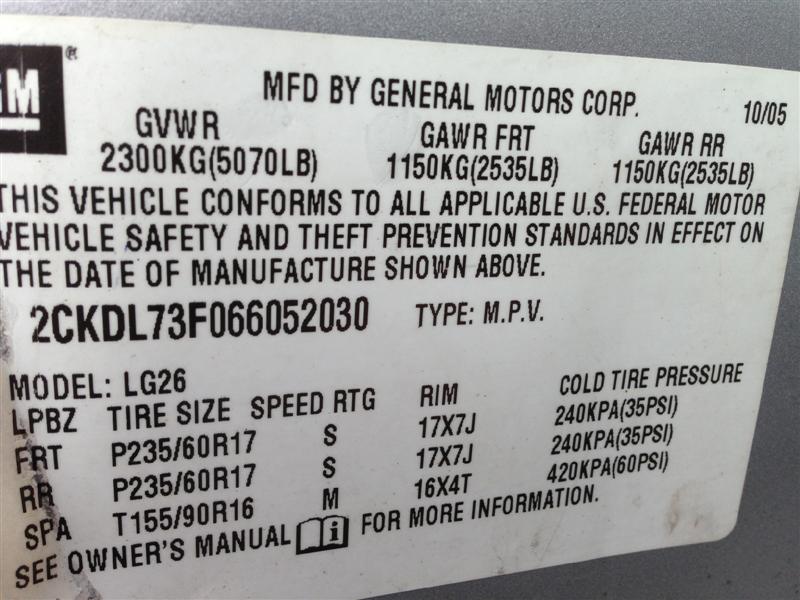 GM®
MFD BY GENERAL MOTORS CORP. 10/05
GVWR GAWR FRT GAWR RR
2300KG(5070LB) 1150KG(2535LB) 1150KG(2535LB)
THIS VEHICLE CONFORMS TO ALL APPLICABLE U.S. FEDERAL MOTOR
VEHICLE SAFETY AND THEFT PREVENTION STANDARDS IN EFFECT ON
THE DATE OF MANUFACTURE SHOWN ABOVE.
2CKDL73F066052030 TYPE: M.P.V.
MODEL: LG26
LPBZ TIRE SIZE SPEED RTG RIM COLD TIRE PRESSURE
FRT P235/60R17 S 17X7J 240KPA(35PSI)
RR P235/60R17 S 17X7J 240KPA(35PSI)
SPA T155/90R16 M 16X4T 420KPA(60PSI)
SEE OWNER'S MANUAL i FOR MORE INFORMATION.